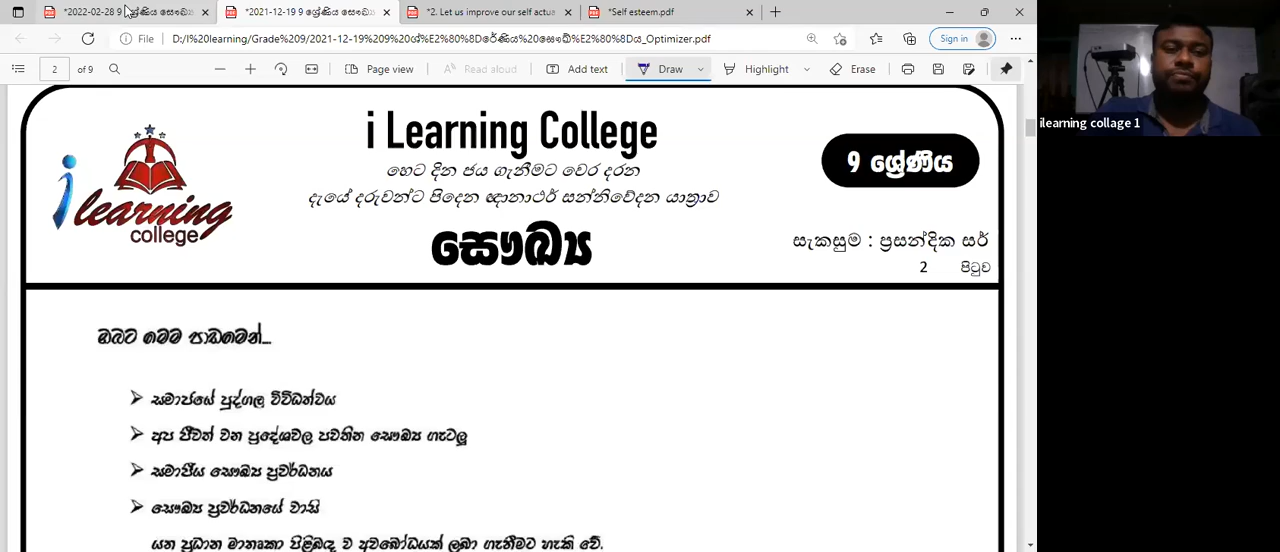 *2022-02-28 9 ශ්‍රේණිය සෞඛ්‍ය
*2021-12-19 9 ශ්‍රේණිය සෞඛ්‍ය
*2. Let us improve our self actua
*Self esteem.pdf
File
D:/I%20learning/Grade%209/2021-12-19%209%20ශ්%E2%80%8Dරේණිය%20සෞඛ්%E2%80%8Dය_Optimizer.pdf
Sign in
2 of 9
Page view
Read aloud
Add text
Draw
Highlight
Erase
ilearning collage 1
i Learning College
හෙට දින ජය ගැනීමට වෙර දරන
දැයේ දරුවන්ට පිදෙන ඥානාර්ථ සන්නිවේදන යාත්‍රාව
සෞඛ්‍ය
9 ශ්‍රේණිය
සැකසුම : ප්‍රසන්දික සර්
2 පිටුව
i learning
college
ඔබට මෙම පාඩමෙන්...
➢ සමාජයේ පුද්ගල විවිධත්වය
➢ අප ජීවත් වන ප්‍රදේශවල පවතින සෞඛ්‍ය ගැටලු
➢ සමාජීය සෞඛ්‍ය ප්‍රවර්ධනය
➢ සෞඛ්‍ය ප්‍රවර්ධනයේ වාසි
යන ප්‍රධාන මාතෘකා පිළිබඳ ව අවබෝධයක් ලබා ගැනීමට හැකි වේ.